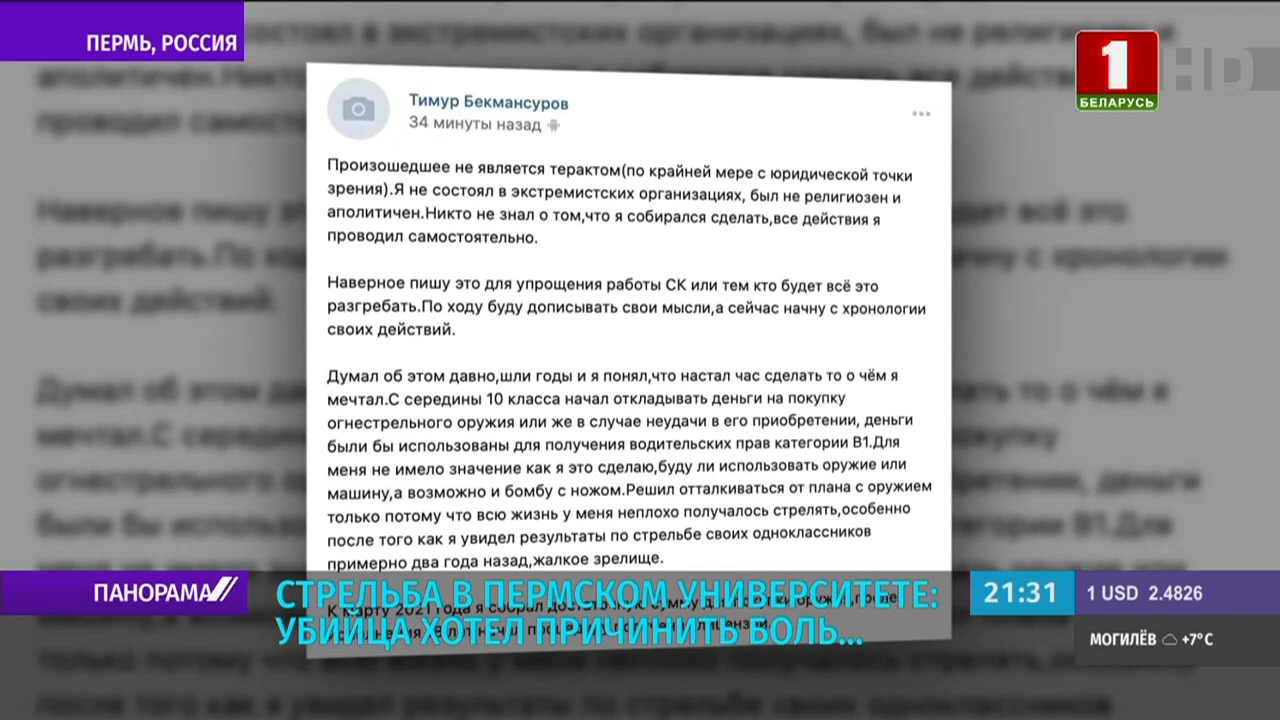 ПЕРМЬ, РОССИЯ
1
HD
БЕЛАРУСЬ
Тимур Бекмансуров
34 минуты назад
Произошедшее не является терактом(по крайней мере с юридической точки
зрения).Я не состоял в экстремистских организациях, был не религиозен и
аполитичен.Никто не знал о том,что я собирался сделать,все действия я
проводил самостоятельно.
Наверное пишу это для упрощения работы СК или тем кто будет всё это
разгребать.По ходу буду дописывать свои мысли,а сейчас начну с хронологии
своих действий.
Думал об этом давно,шли годы и я понял,что настал час сделать то о чём я
мечтал.С середины 10 класса начал откладывать деньги на покупку
огнестрельного оружия или же в случае неудачи в его приобретении, деньги
были бы использованы для получения водительских прав категории В1.Для
меня не имело значение как я это сделаю,буду ли использовать оружие или
машину,а возможно и бомбу с ножом.Решил отталкиваться от плана с оружием
только потому что всю жизнь у меня неплохо получалось стрелять,особенно
после того как я увидел результаты по стрельбе своих одноклассников
примерно два года назад,жалкое зрелище.
К марту 2021 года я собрал
ПАНОРАМА
СТРЕЛЬБА В ПЕРМСКОМ УНИВЕРСИТЕТЕ:
УБИЙЦА ХОТЕЛ ПРИЧИНИТЬ БОЛЬ...
21:31
1 USD 2.4826
МОГИЛЁВ +7°C